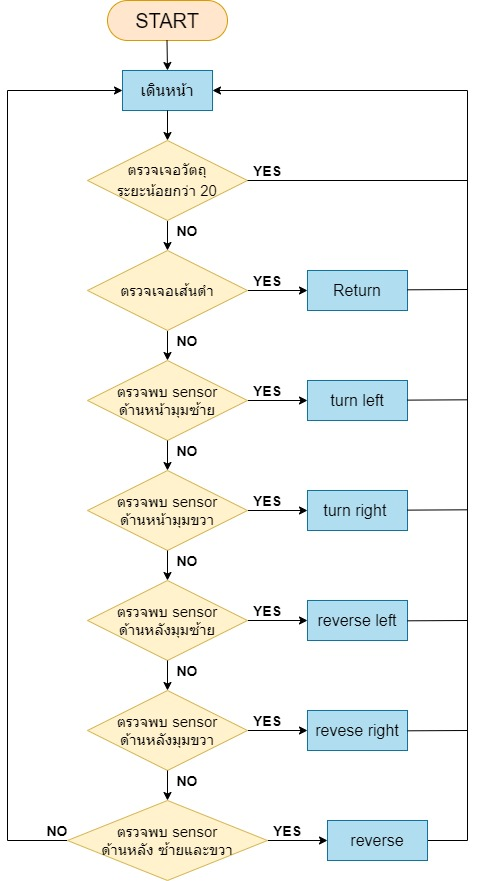 START
เดินหน้า
ตรวจเจอวัตถุ
ระยะน้อยกว่า 20
YES
NO
ตรวจเจอเส้นดำ
YES
Return
NO
ตรวจพบ sensor
ด้านหน้ามุมซ้าย
YES
turn left
NO
ตรวจพบ sensor
ด้านหน้ามุมขวา
YES
turn right
NO
ตรวจพบ sensor
ด้านหลังมุมซ้าย
YES
reverse left
NO
ตรวจพบ sensor
ด้านหลังมุมขวา
YES
revese right
NO
NO
ตรวจพบ sensor
ด้านหลัง ซ้ายและขวา
YES
reverse